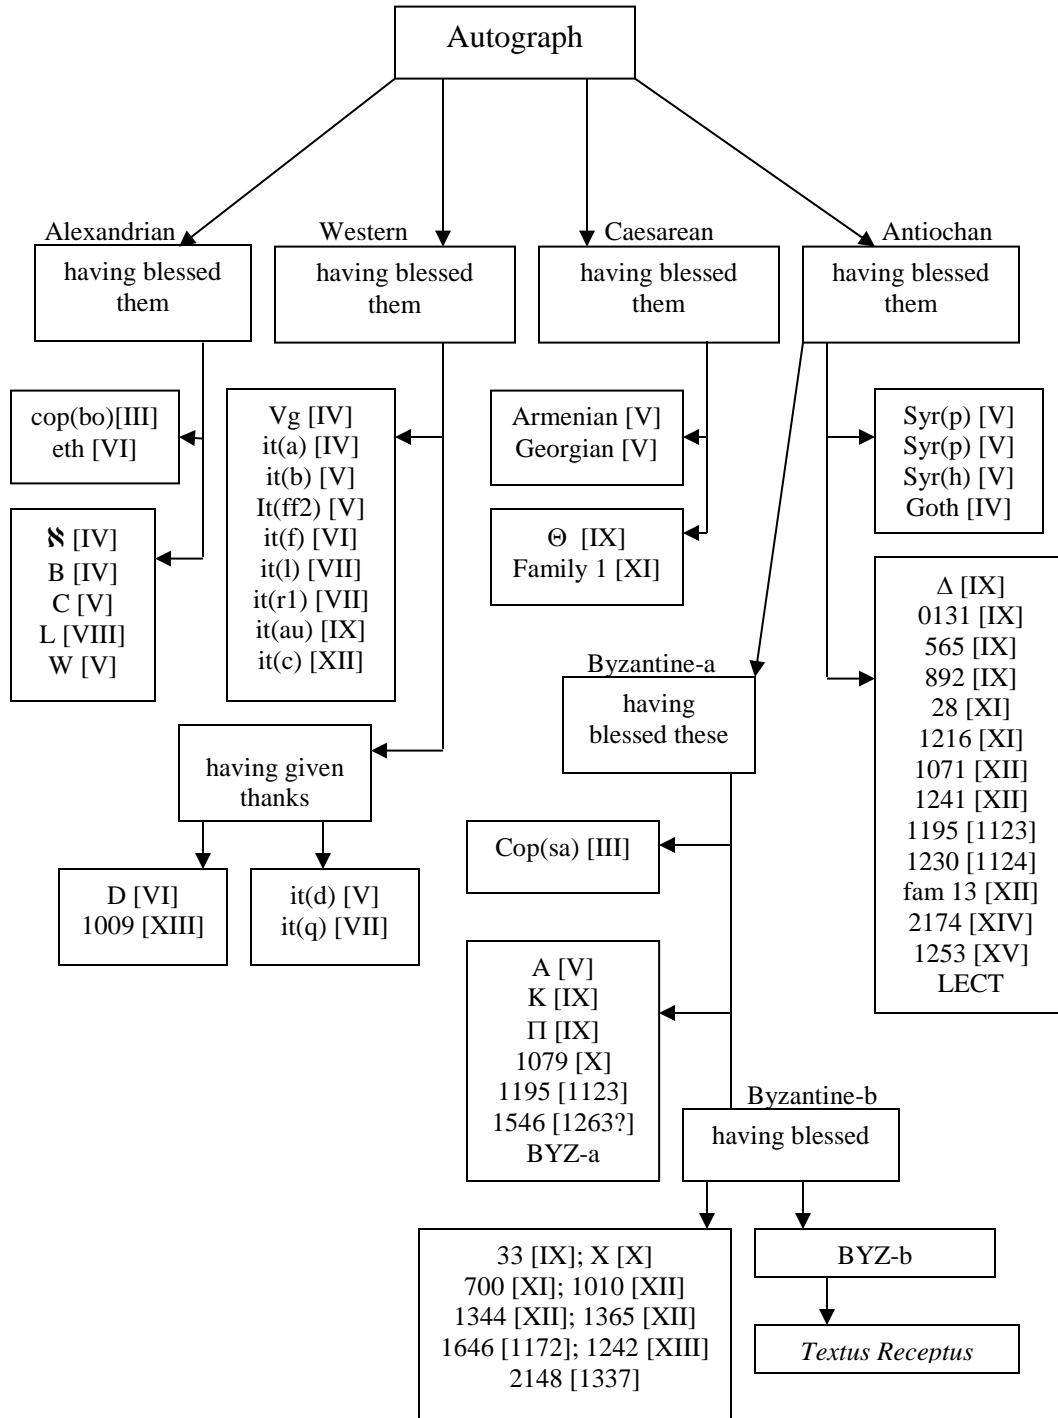 Autograph
Alexandrian
having blessed
them
Western
having blessed
them
Caesarean
having blessed
them
Antiochan
having blessed
them
cop(bo)[III]
eth [VI]
ℵ [IV]
B [IV]
C [V]
L [VIII]
W [V]
Vg [IV]
it(a) [IV]
it(b) [V]
It(ff2) [V]
it(f) [VI]
it(l) [VII]
it(r1) [VII]
it(au) [IX]
it(c) [XII]
having given
thanks
D [VI]
1009 [XIII]
it(d) [V]
it(q) [VII]
Armenian [V]
Georgian [V]
Θ [IX]
Family 1 [XI]
Syr(p) [V]
Syr(p) [V]
Syr(h) [V]
Goth [IV]
Δ [IX]
0131 [IX]
565 [IX]
892 [IX]
28 [XI]
1216 [XI]
1071 [XII]
1241 [XII]
1195 [1123]
1230 [1124]
fam 13 [XII]
2174 [XIV]
1253 [XV]
LECT
Byzantine-a
having
blessed these
Cop(sa) [III]
A [V]
K [IX]
Π [IX]
1079 [X]
1195 [1123]
1546 [1263?]
BYZ-a
Byzantine-b
having blessed
33 [IX]; X [X]
700 [XI]; 1010 [XII]
1344 [XII]; 1365 [XII]
1646 [1172]; 1242 [XIII]
2148 [1337]
BYZ-b
Textus Receptus